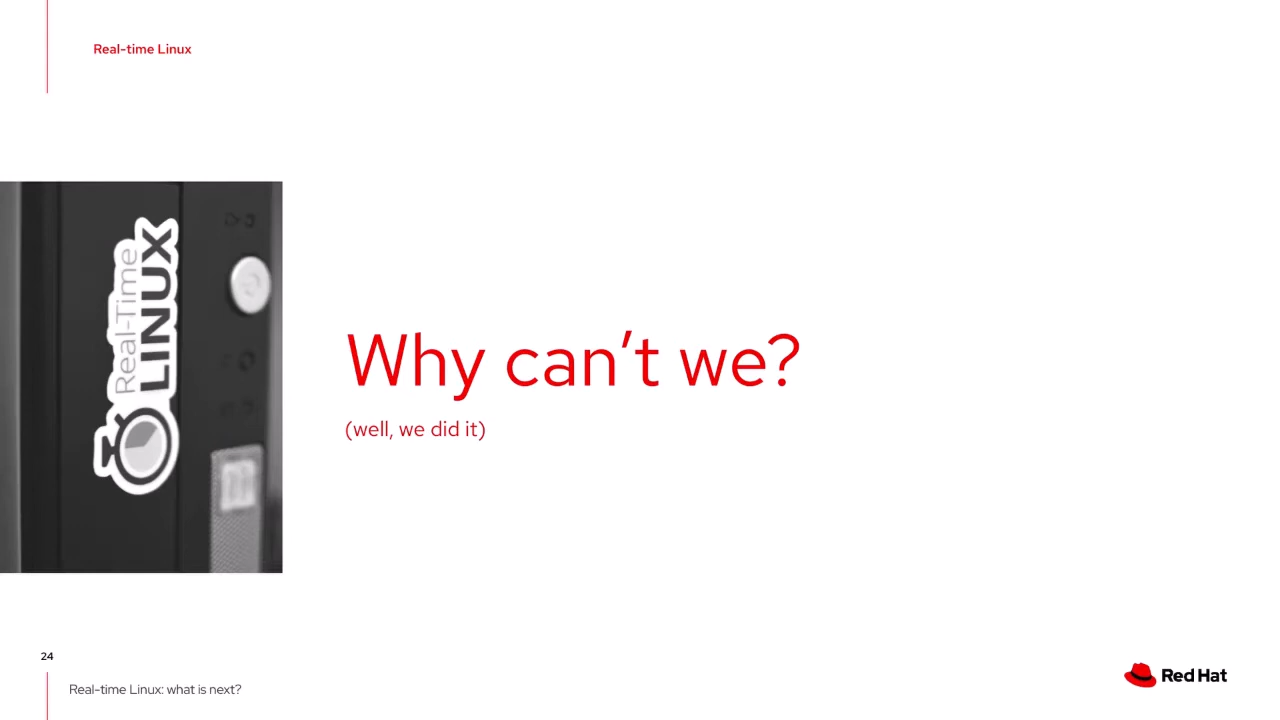 Real-time Linux
Real-Time
LINUX
Why can't we?
(well, we did it)
24
Real-time Linux: what is next?
Red Hat